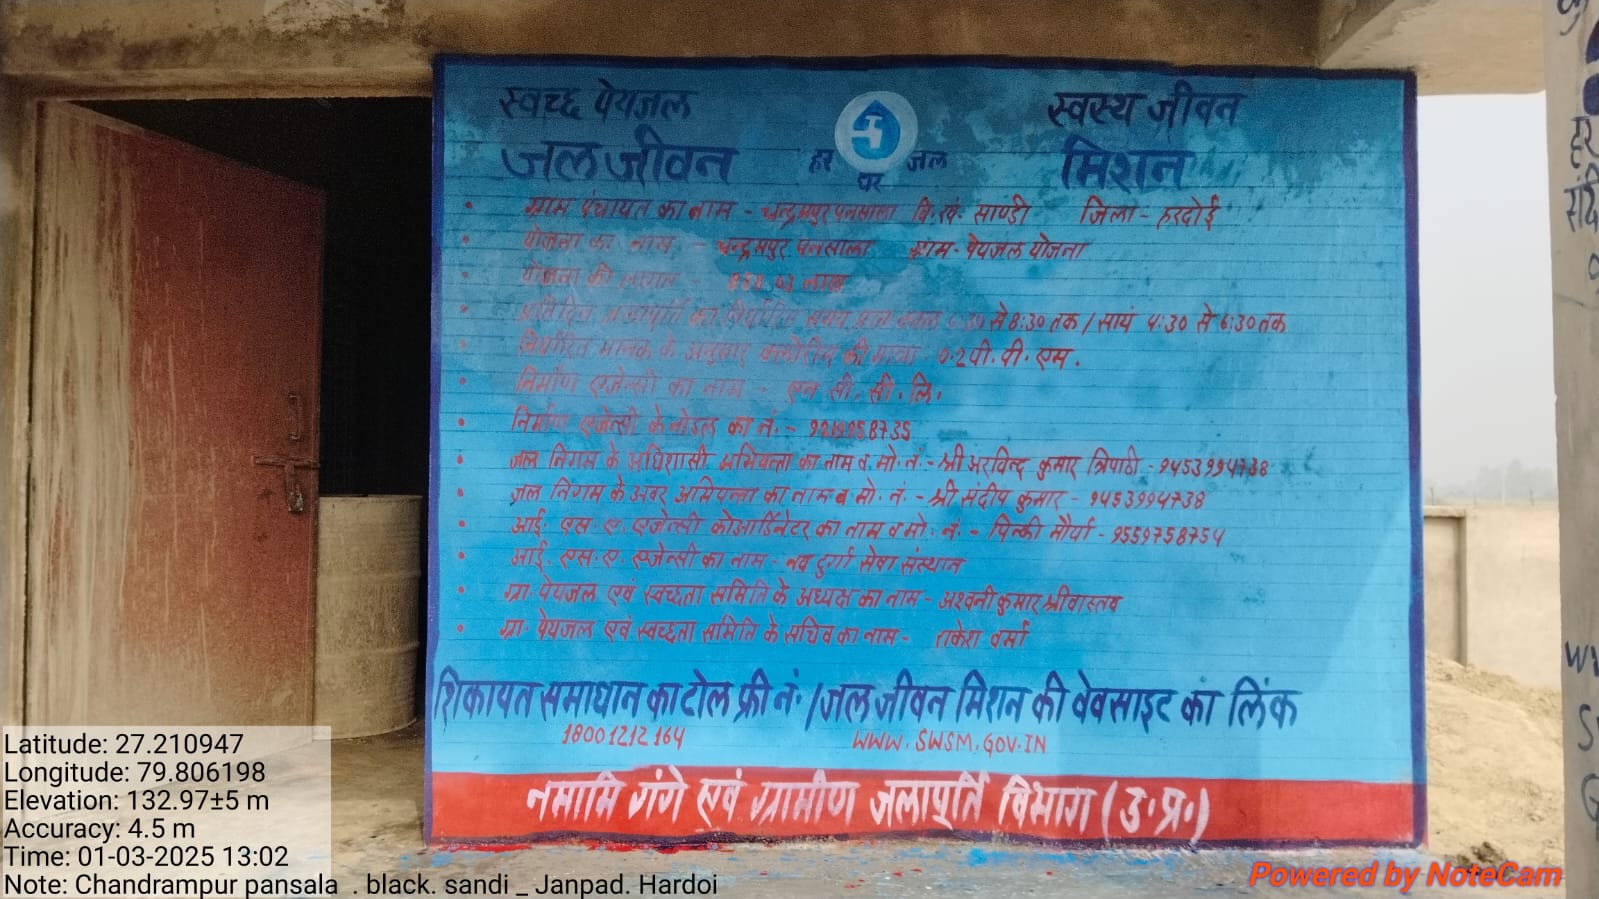 स्वच्छ पेयजल स्वस्थ जीवन
जल जीवन हर घर जल मिशन
• ग्राम पंचायत का नाम - चन्द्रमपुर पनसाला वि. खं. साण्डी जिला - हरदोई
• योजना का नाम - चन्द्रमपुर पनसाला ग्राम - पेयजल योजना
• योजना की लागत - लाख
• प्रतिदिन जलापूर्ति का निर्धारित समय प्रातः काल 6:30 से 8:30 तक / सायं 4:30 से 6:30 तक
• निर्धारित मानक के अनुसार क्लोरीन की मात्रा - 0.2 पी. पी. एम.
• निर्माण एजेन्सी का नाम - एन. सी. सी. लि.
• निर्माण एजेन्सी के नोडल का नं. -
• जल निगम के अधिशासी अभियन्ता का नाम व मो. नं. - श्री अरविन्द कुमार त्रिपाठी - 9453994738
• जल निगम के अवर अभियन्ता का नाम व मो. नं. - श्री संदीप कुमार - 9453994738
• आई. एस. ए. एजेन्सी कोआर्डिनेटर का नाम व मो. नं. - पिन्की मौर्या - 9559758754
• आई. एस. ए. एजेन्सी का नाम - नव दुर्गा सेवा संस्थान
• ग्रा. पेयजल एवं स्वच्छता समिति के अध्यक्ष का नाम - अश्वनी कुमार श्रीवास्तव
• ग्रा. पेयजल एवं स्वच्छता समिति के सचिव का नाम - राकेश वर्मा
शिकायत समाधान का टोल फ्री नं. / जल जीवन मिशन की वेबसाइट का लिंक
18001212164 WWW.SWSM.GOV.IN
नमामि गंगे एवं ग्रामीण जलापूर्ति विभाग (उ.प्र.)
हर
Latitude: 27.210947
Longitude: 79.806198
Elevation: 132.97±5 m
Accuracy: 4.5 m
Time: 01-03-2025 13:02
Note: Chandrampur pansala . black. sandi _ Janpad. Hardoi
Powered by NoteCam